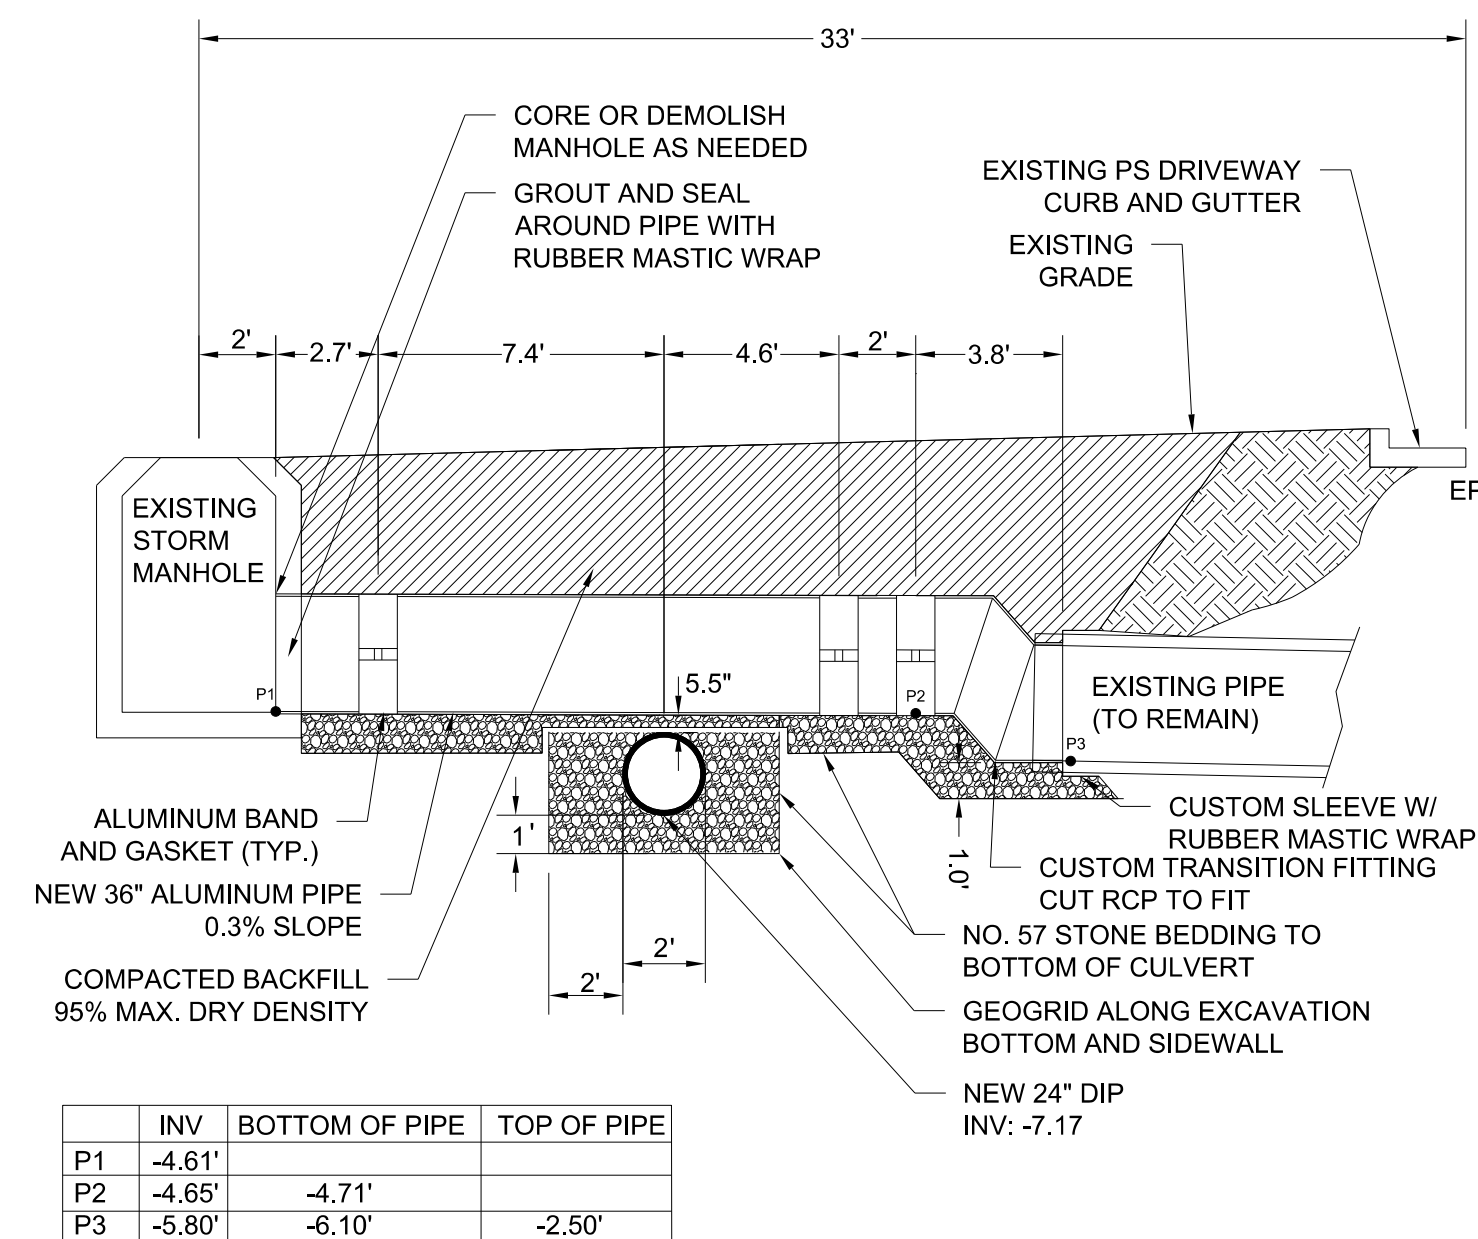 33'
CORE OR DEMOLISH
MANHOLE AS NEEDED
GROUT AND SEAL
AROUND PIPE WITH
RUBBER MASTIC WRAP
EXISTING PS DRIVEWAY
CURB AND GUTTER
EXISTING
GRADE
2'
2.7'
7.4'
4.6'
2'
3.8'
EXISTING
STORM
MANHOLE
EP
P1
5.5"
P2
EXISTING PIPE
(TO REMAIN)
P3
ALUMINUM BAND
AND GASKET (TYP.)
NEW 36" ALUMINUM PIPE
0.3% SLOPE
COMPACTED BACKFILL
95% MAX. DRY DENSITY
1'
2'
2'
1.0'
CUSTOM SLEEVE W/
RUBBER MASTIC WRAP
CUSTOM TRANSITION FITTING
CUT RCP TO FIT
NO. 57 STONE BEDDING TO
BOTTOM OF CULVERT
GEOGRID ALONG EXCAVATION
BOTTOM AND SIDEWALL
NEW 24" DIP
INV: -7.17
INV BOTTOM OF PIPE TOP OF PIPE
P1 -4.61'
P2 -4.65' -4.71'
P3 -5.80' -6.10' -2.50'